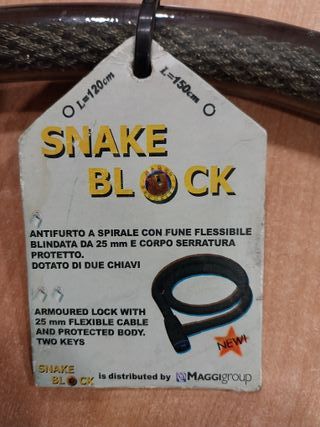 L=120cm
L=150cm
SNAKE
BLOCK
ANTIFURTO A SPIRALE CON FUNE FLESSIBILE
BLINDATA DA 25 mm E CORPO SERRATURA
PROTETTO.
DOTATO DI DUE CHIAVI
ARMOURED LOCK WITH
25 mm FLEXIBLE CABLE
AND PROTECTED BODY.
TWO KEYS
NEW!
SNAKE
BLOCK
is distributed by MAGGIgroup